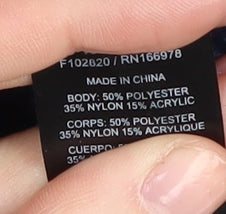 F102820 / RN166978
MADE IN CHINA
BODY: 50% POLYESTER
35% NYLON 15% ACRYLIC
CORPS: 50% POLYESTER
35% NYLON 15% ACRYLIQUE
CUERPO: